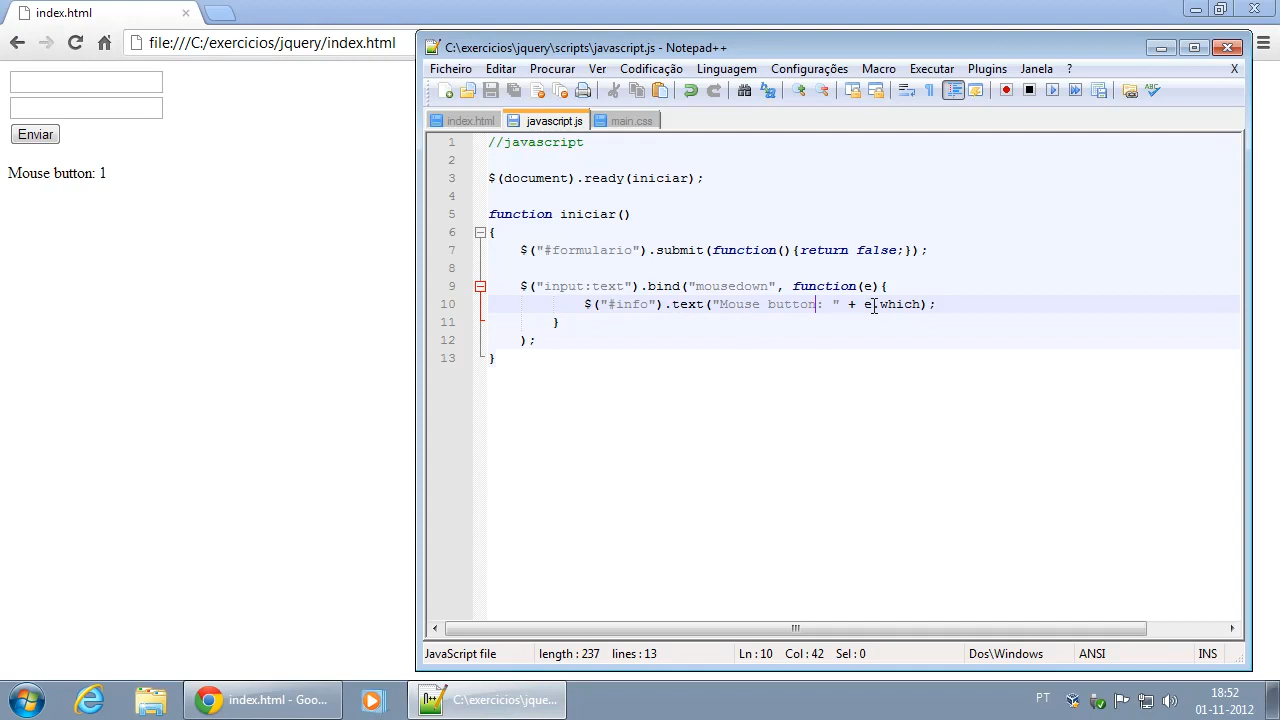 index.html
file:///C:/exercicios/jquery/index.html
Enviar
Mouse button: 1
C:\exercicios\jquery scripts\javascript.js - Notepad++
Ficheiro Editar Procurar Ver Codificação Linguagem Configurações Macro Executar Plugins Janela ? X
index.html javascript.js main.css
1 //javascript
2
3 $(document).ready(iniciar);
4
5 function iniciar()
6 {
7 $("#formulario").submit(function(){return false;});
8
9 $("input:text").bind("mousedown", function(e){
10 $("#info").text("Mouse button: " + e.which);
11 }
12 );
13 }
JavaScript file length : 237 lines : 13 Ln : 10 Col : 42 Sel : 0 Dos\Windows ANSI INS
index.html - Goo...
C:\exercicios\jque...
PT
18:52
01-11-2012